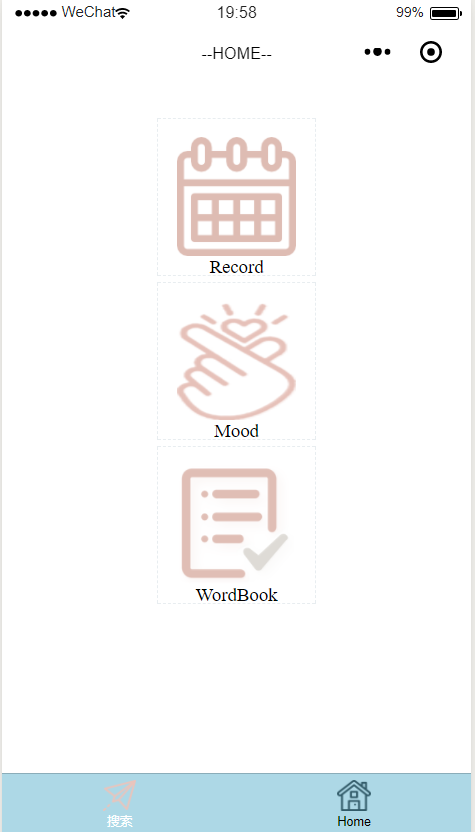 WeChat 19:58 99%
--HOME--
Record
Mood
WordBook
搜索 Home